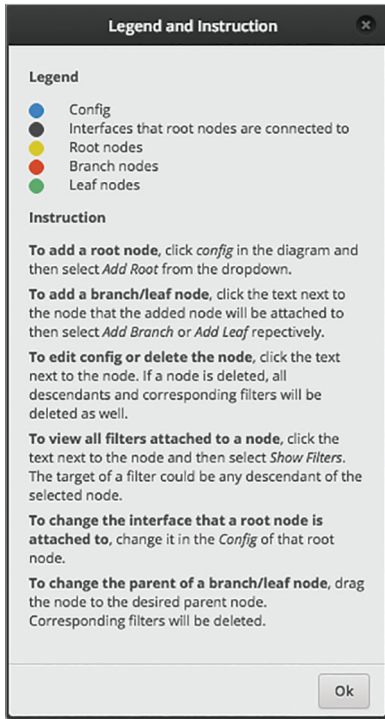 Legend and Instruction
Legend
Config
Interfaces that root nodes are connected to
Root nodes
Branch nodes
Leaf nodes
Instruction
To add a root node, click config in the diagram and
then select Add Root from the dropdown.
To add a branch/leaf node, click the text next to
the node that the added node will be attached to
then select Add Branch or Add Leaf repectively.
To edit config or delete the node, click the text
next to the node. If a node is deleted, all
descendants and corresponding filters will be
deleted as well.
To view all filters attached to a node, click the
text next to the node and then select Show Filters.
The target of a filter could be any descendant of the
selected node.
To change the interface that a root node is
attached to, change it in the Config of that root
node.
To change the parent of a branch/leaf node, drag
the node to the desired parent node.
Corresponding filters will be deleted.
Ok